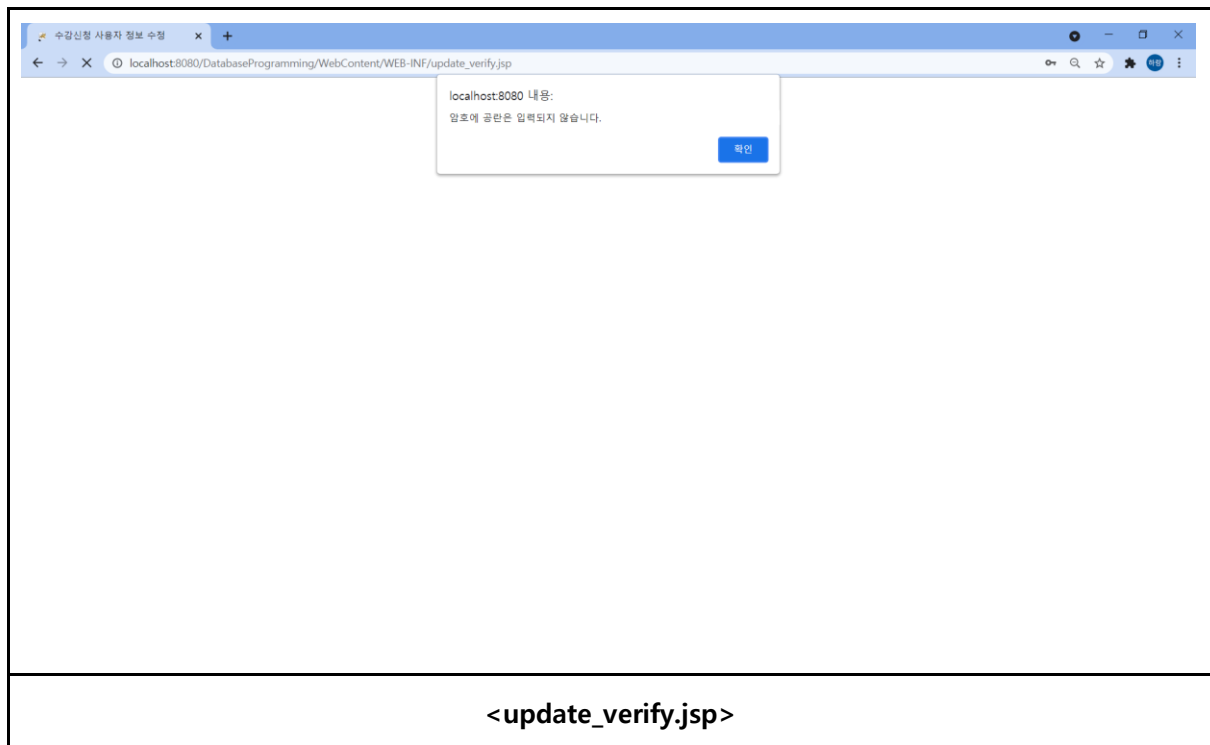 수강신청 사용자 정보 수정
localhost:8080/DatabaseProgramming/WebContent/WEB-INF/update_verify.jsp
하람
localhost:8080 내용:
암호에 공란은 입력되지 않습니다.
확인
<update_verify.jsp>